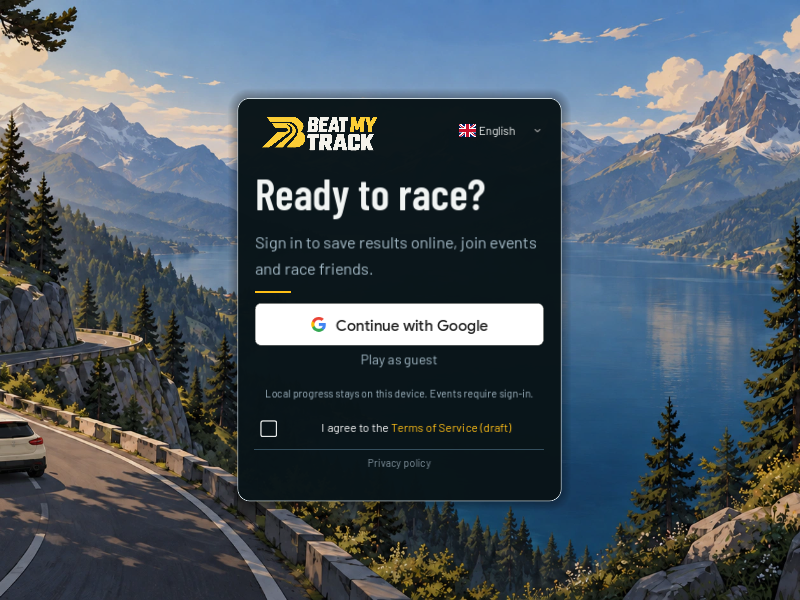 BEAT MY
TRACK
English
Ready to race?
Sign in to save results online, join events
and race friends.
Continue with Google
Play as guest
Local progress stays on this device. Events require sign-in.
I agree to the Terms of Service (draft)
Privacy policy